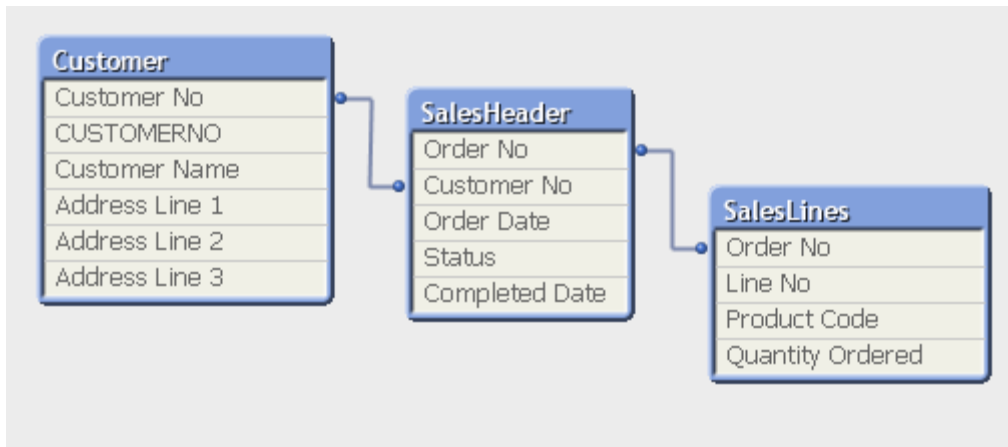 Customer
Customer No
CUSTOMERNO
Customer Name
Address Line 1
Address Line 2
Address Line 3
SalesHeader
Order No
Customer No
Order Date
Status
Completed Date
SalesLines
Order No
Line No
Product Code
Quantity Ordered